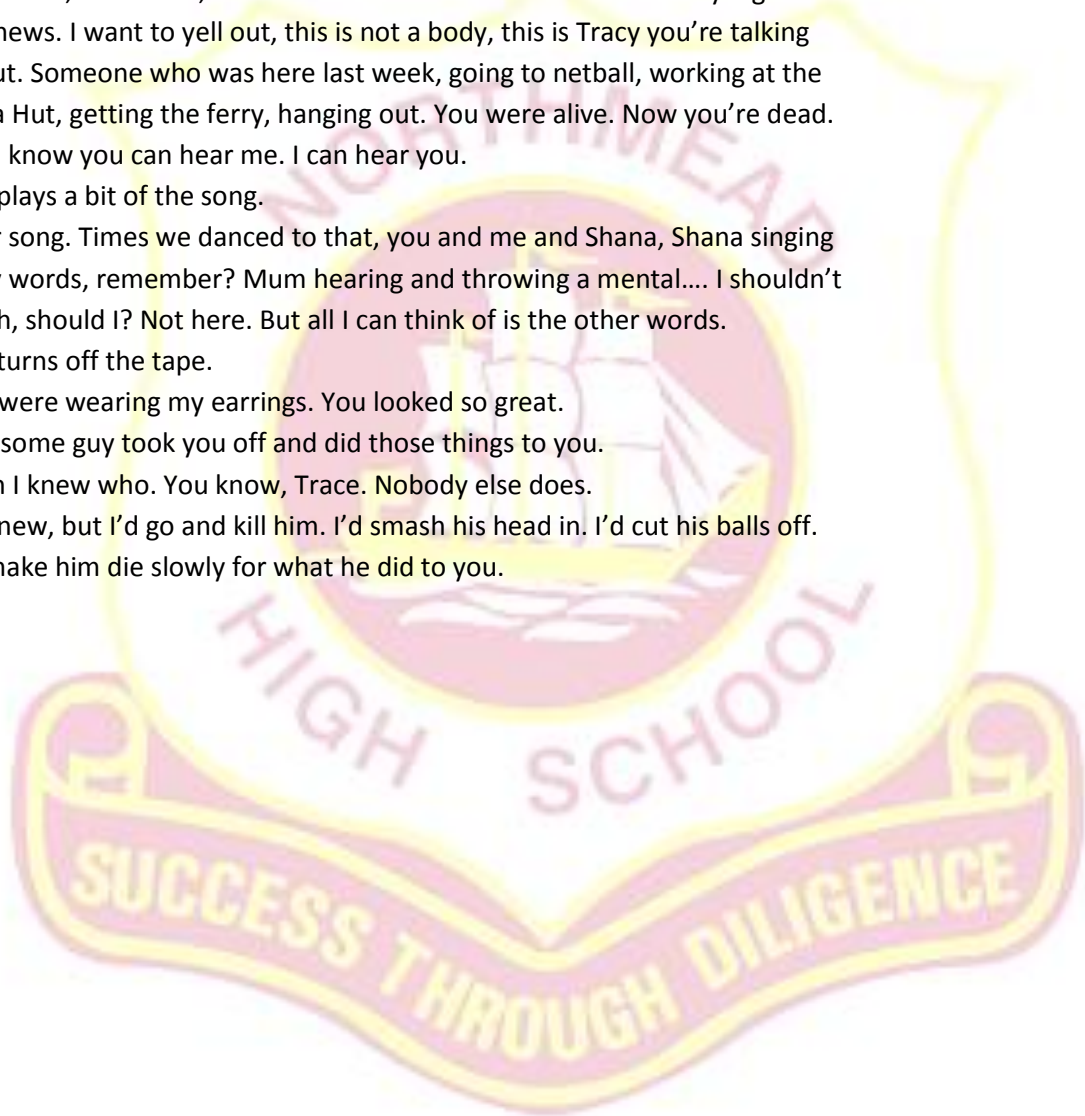 news. I want to yell out, this is not a body, this is Tracy you’re talking
ut. Someone who was here last week, going to netball, working at the
a Hut, getting the ferry, hanging out. You were alive. Now you’re dead.
know you can hear me. I can hear you.
plays a bit of the song.
r song. Times we danced to that, you and me and Shana, Shana singing
words, remember? Mum hearing and throwing a mental…. I shouldn’t
h, should I? Not here. But all I can think of is the other words.
turns off the tape.
were wearing my earrings. You looked so great.
some guy took you off and did those things to you.
h I knew who. You know, Trace. Nobody else does.
new, but I’d go and kill him. I’d smash his head in. I’d cut his balls off.
make him die slowly for what he did to you.
NORTHMEAD
HIGH SCHOOL
SUCCESS THROUGH DILIGENCE